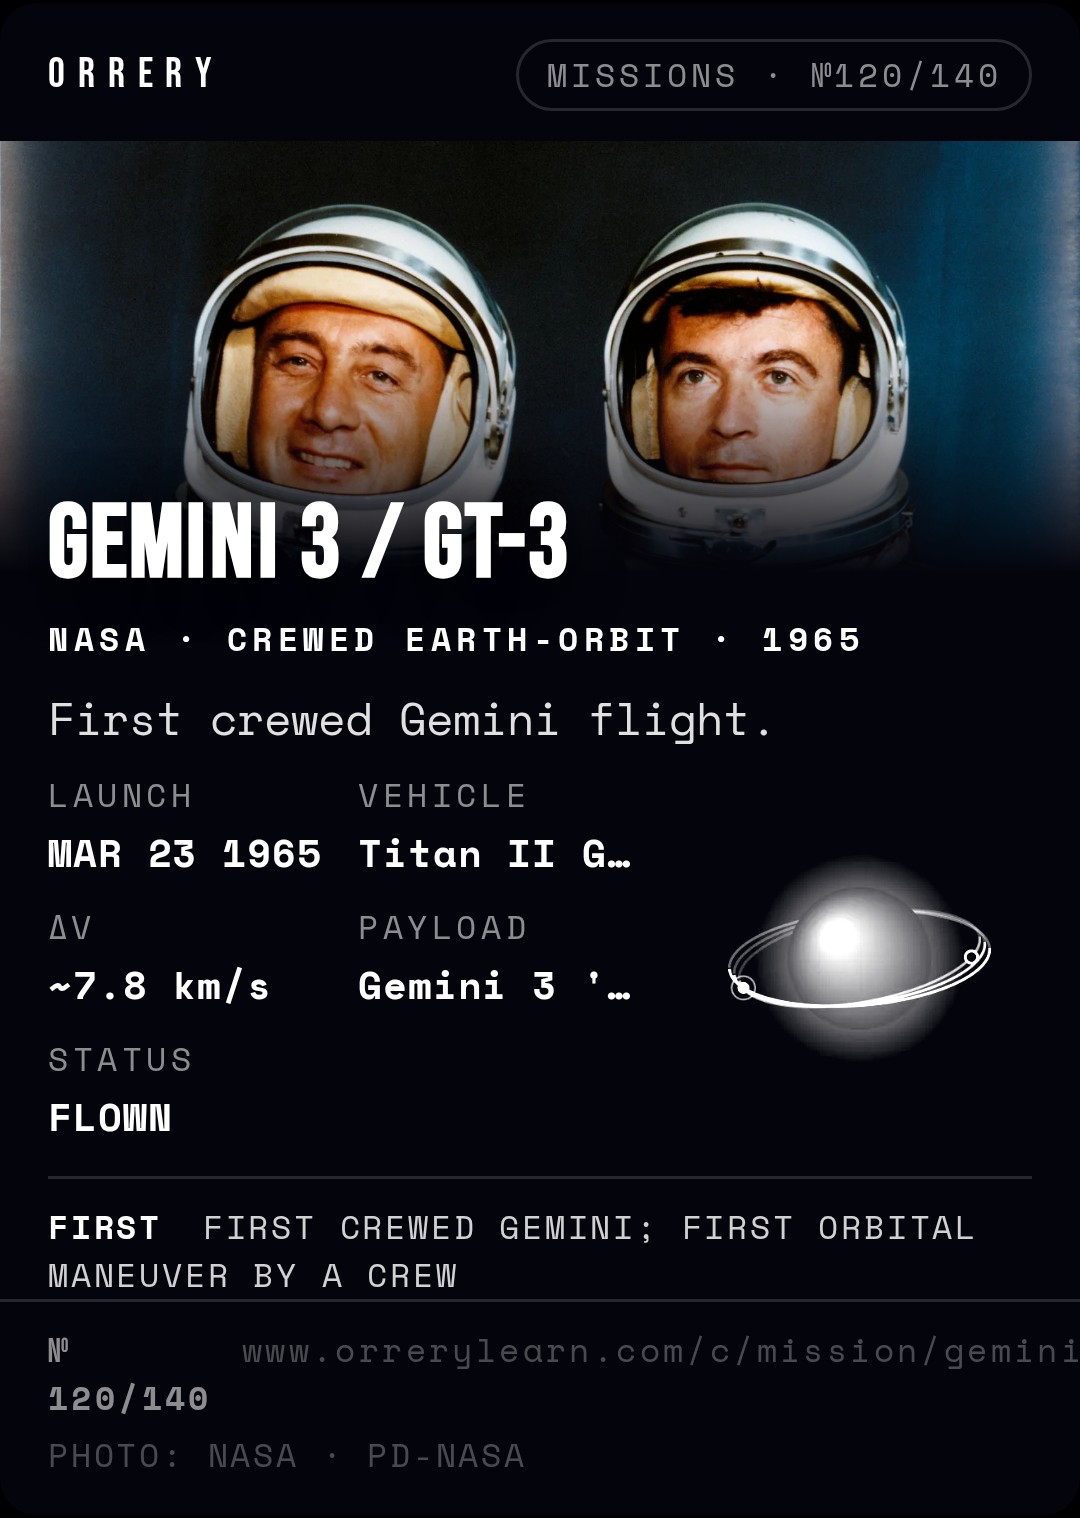 ORRERY
MISSIONS · №120/140
GEMINI 3 / GT-3
NASA · CREWED EARTH-ORBIT · 1965
First crewed Gemini flight.
LAUNCH VEHICLE
MAR 23 1965 Titan II G…
ΔV PAYLOAD
~7.8 km/s Gemini 3 '…
STATUS
FLOWN
FIRST FIRST CREWED GEMINI; FIRST ORBITAL
MANEUVER BY A CREW
№ www.orrerylearn.com/c/mission/gemini
120/140
PHOTO: NASA · PD-NASA